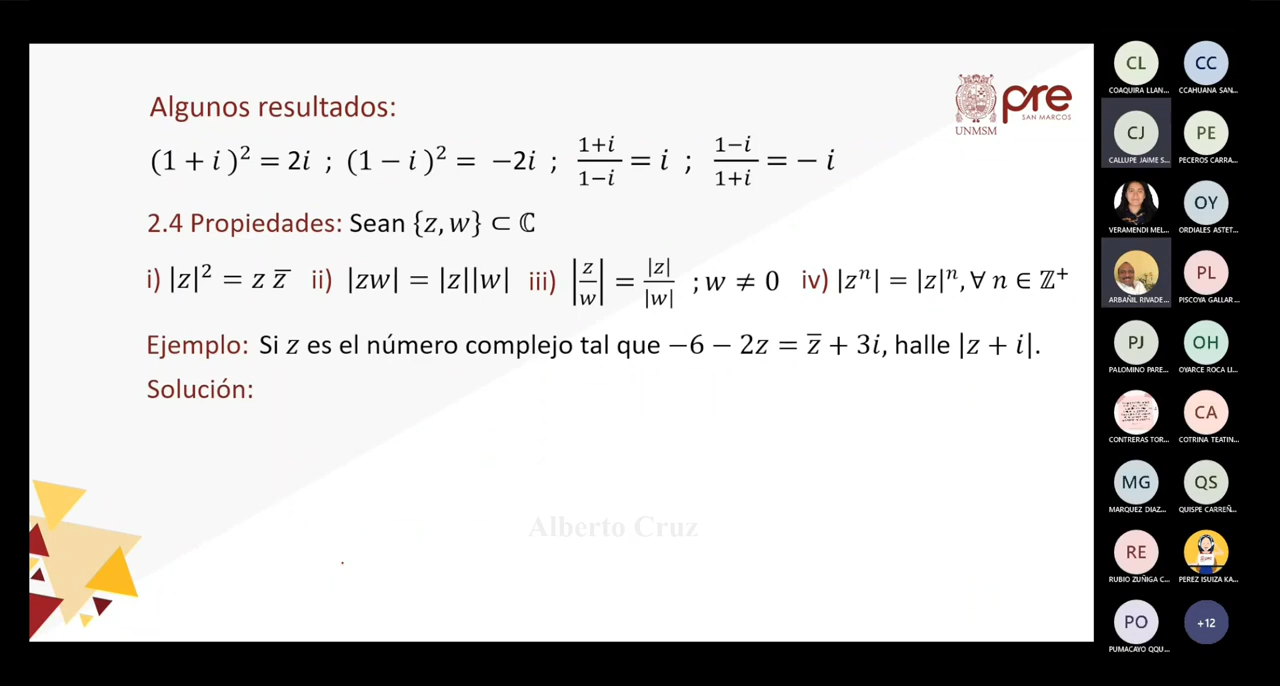 Algunos resultados:
(1 + i)² = 2i ; (1 − i)² = −2i ; (1+i)/(1−i) = i ; (1−i)/(1+i) = − i
2.4 Propiedades: Sean {z, w} ⊂ ℂ
i) |z|² = z z̅ ii) |zw| = |z||w| iii) |z/w| = |z|/|w| ; w ≠ 0 iv) |zⁿ| = |z|ⁿ, ∀ n ∈ ℤ⁺
Ejemplo: Si z es el número complejo tal que −6 − 2z = z̅ + 3i, halle |z + i|.
Solución:
Alberto Cruz
UNMSM
pre
SAN MARCOS
CL CC
COAQUIRA LLAN... CCAHUANA SAN...
CJ PE
CALLUPE JAIME S... PECEROS CARRA...
OY
VERAMENDI MEL... ORDIALES ASTET...
PL
ARBAÑIL RIVADE... PISCOYA GALLAR...
PJ OH
PALOMINO PARE... OYARCE ROCA LI...
CA
CONTRERAS TOR... COTRINA TEATIN...
MG QS
MARQUEZ DIAZ... QUISPE CARREÑ...
RE
RUBIO ZUÑIGA C... PEREZ ISUIZA KA...
PO +12
PUMACAYO QQU...